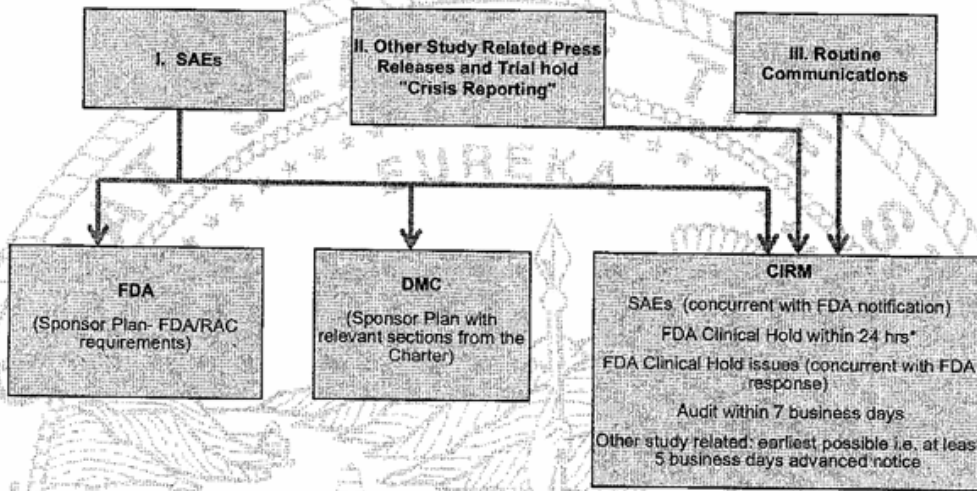 I. SAEs
II. Other Study Related Press
Releases and Trial hold
"Crisis Reporting"
III. Routine
Communications
EUREKA
FDA
(Sponsor Plan- FDA/RAC
requirements)
DMC
(Sponsor Plan with
relevant sections from the
Charter)
CIRM
SAEs (concurrent with FDA notification)
FDA Clinical Hold within 24 hrs*
FDA Clinical Hold issues (concurrent with FDA
response)
Audit within 7 business days
Other study related: earliest possible i.e. at least
5 business days advanced notice